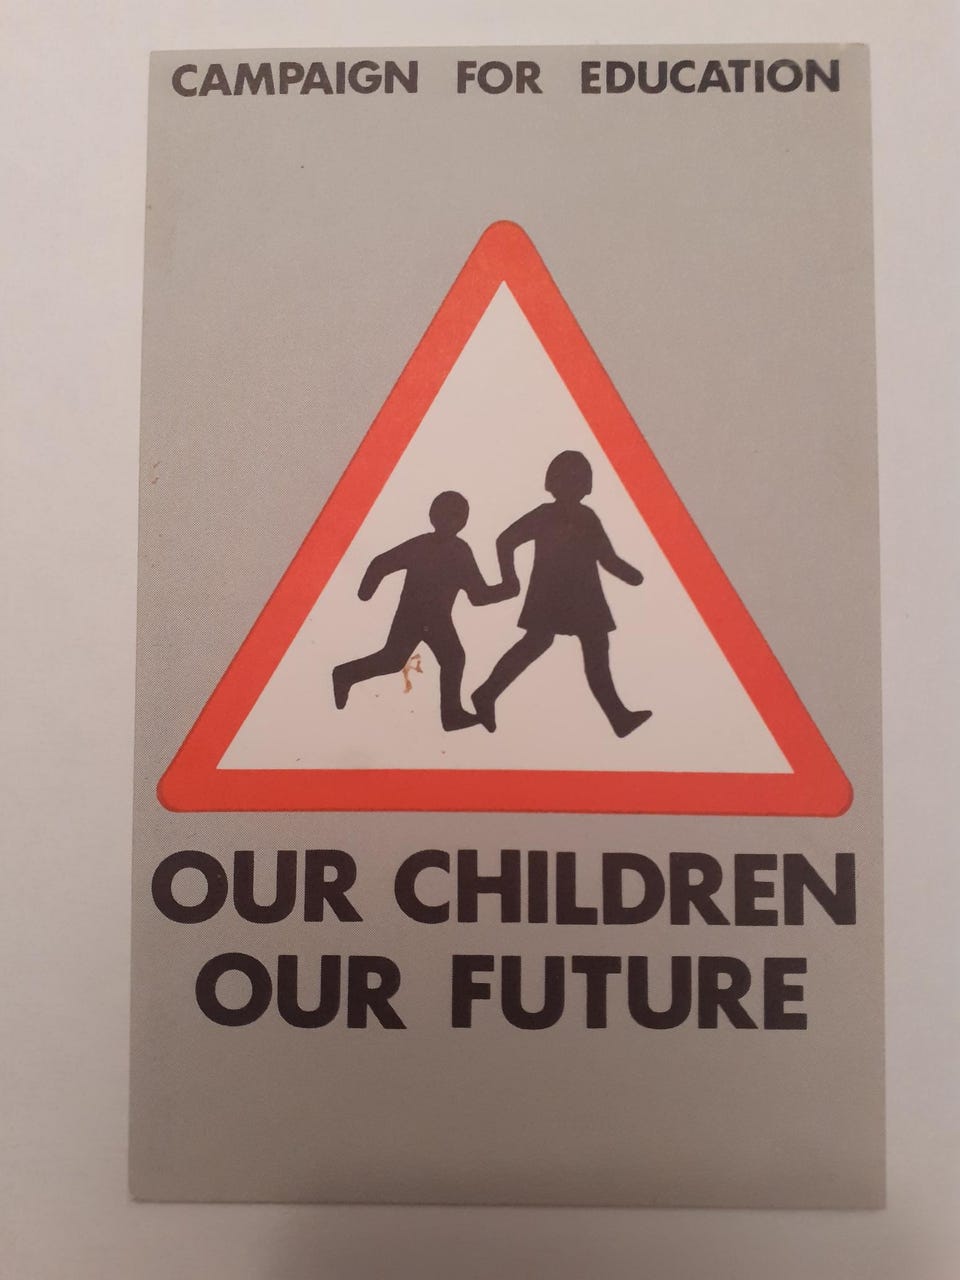 CAMPAIGN FOR EDUCATION
OUR CHILDREN
OUR FUTURE